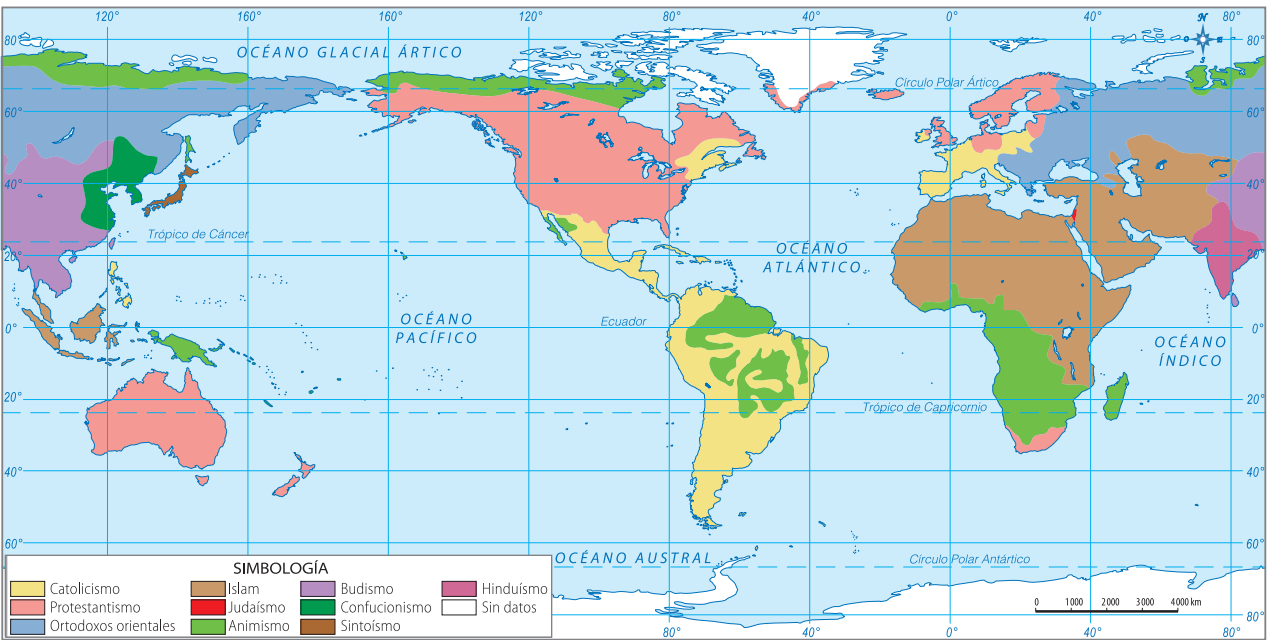 120° 160° 160° 120° 80° 40° 0° 40° 80°
N
O E
S
80° 80°
OCÉANO GLACIAL ÁRTICO
Círculo Polar Ártico
60° 60°
40° 40°
Trópico de Cáncer
20° 20°
OCÉANO
ATLÁNTICO
OCÉANO
PACÍFICO
Ecuador
0° 0°
OCÉANO
ÍNDICO
20° 20°
Trópico de Capricornio
40° 40°
60° 60°
OCÉANO AUSTRAL
Círculo Polar Antártico
SIMBOLOGÍA
Catolicismo
Protestantismo
Ortodoxos orientales
Islam
Judaísmo
Animismo
Budismo
Confucionismo
Sintoísmo
Hinduísmo
Sin datos
0 1000 2000 3000 4000 km
80° 80°
80° 40° 0° 40° 80°